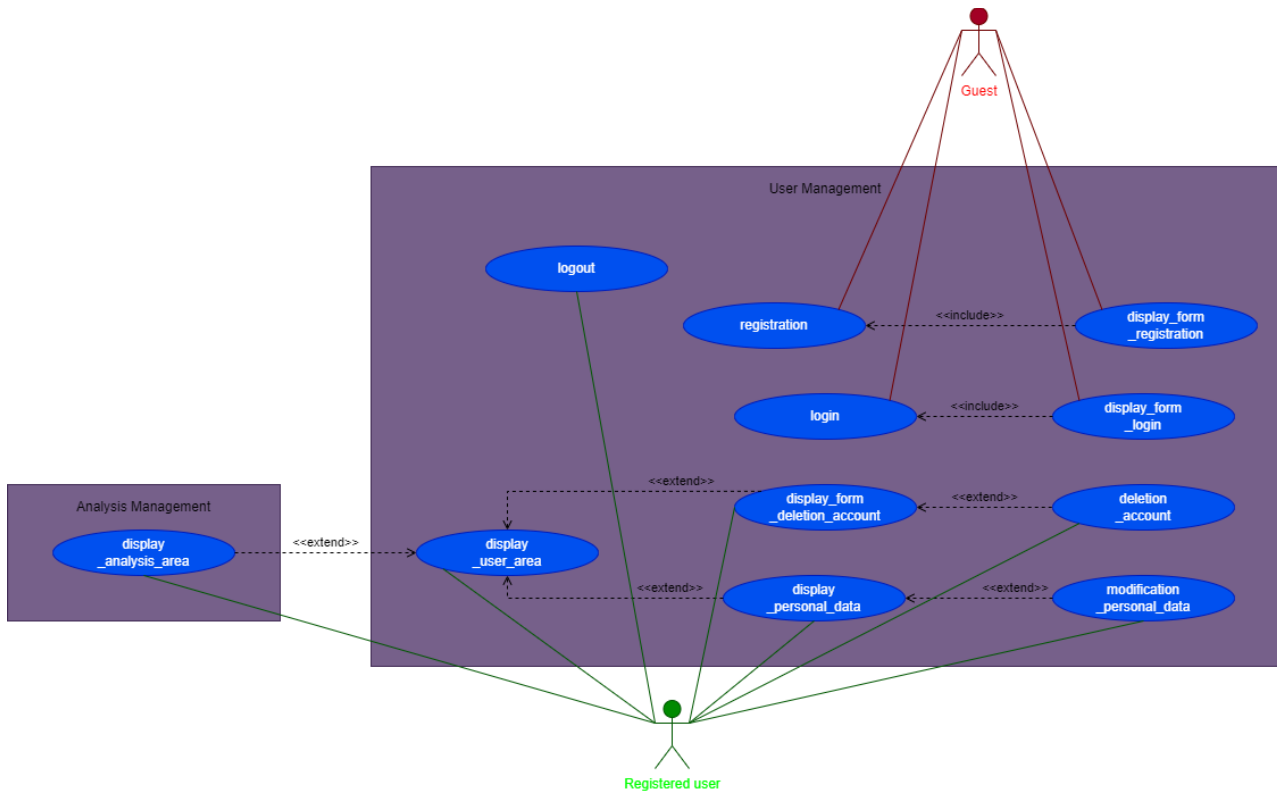 Guest
User Management
logout
registration
<<include>>
display_form
_registration
login
<<include>>
display_form
_login
Analysis Management
display
_analysis_area
<<extend>>
display
_user_area
<<extend>>
display_form
_deletion_account
<<extend>>
deletion
_account
<<extend>>
display
_personal_data
<<extend>>
modification
_personal_data
Registered user